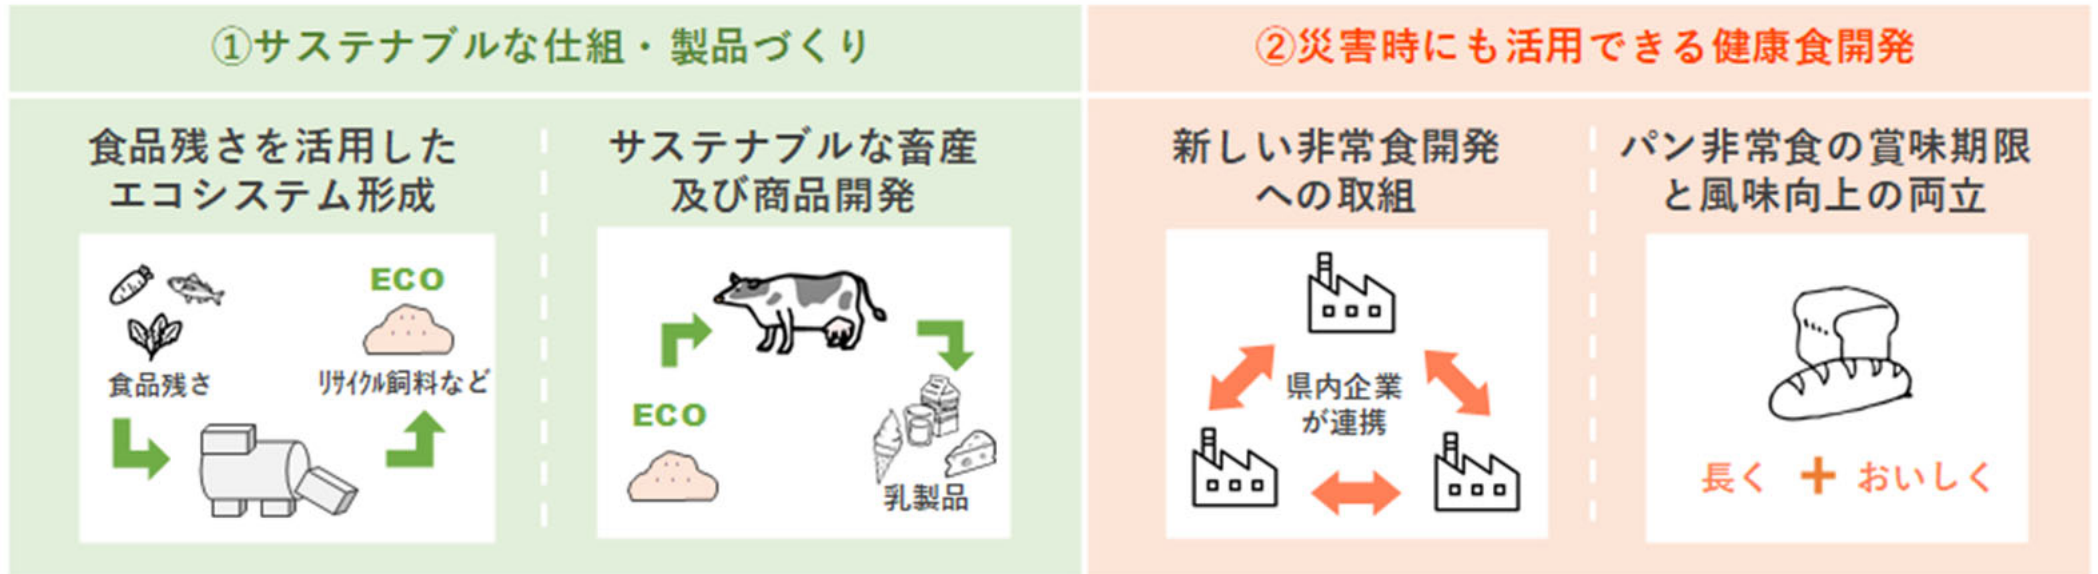 ①サステナブルな仕組・製品づくり
②災害時にも活用できる健康食開発
食品残さを活用した
エコシステム形成
ECO
食品残さ
ﾘｻｲｸﾙ飼料など
サステナブルな畜産
及び商品開発
ECO
乳製品
新しい非常食開発
への取組
県内企業
が連携
パン非常食の賞味期限
と風味向上の両立
長く + おいしく